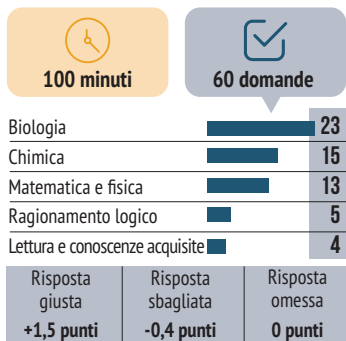 100 minuti
60 domande
Biologia 23
Chimica 15
Matematica e fisica 13
Ragionamento logico 5
Lettura e conoscenze acquisite 4
Risposta giusta
+1,5 punti
Risposta sbagliata
-0,4 punti
Risposta omessa
0 punti